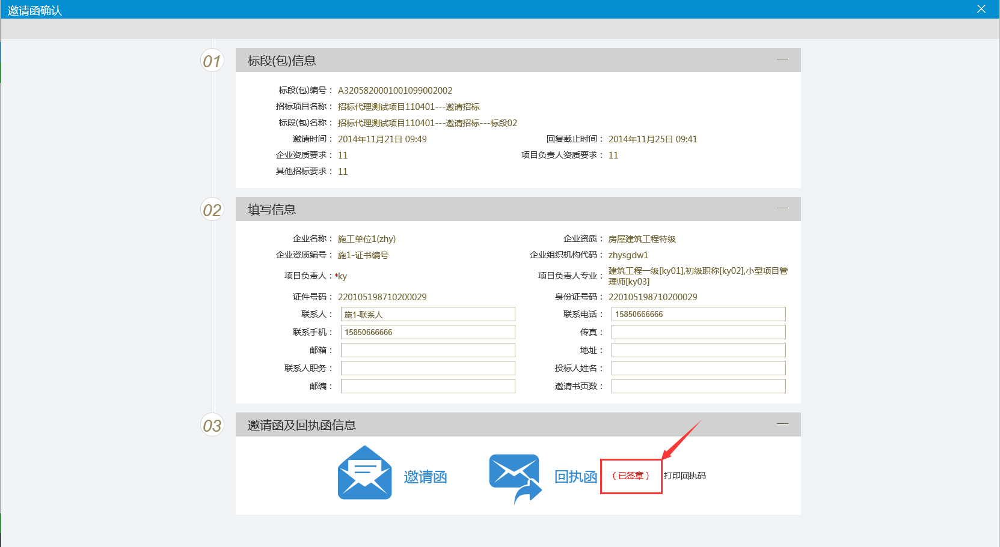 邀请函确认
01 标段(包)信息
标段(包)编号： A3205820001001099002002
招标项目名称： 招标代理测试项目110401---邀请招标
标段(包)名称： 招标代理测试项目110401---邀请招标---标段02
邀请时间： 2014年11月21日 09:49 回复截止时间： 2014年11月25日 09:41
企业资质要求： 11 项目负责人资质要求： 11
其他招标要求： 11
02 填写信息
企业名称： 施工单位1(zhy) 企业资质： 房屋建筑工程特级
企业资质编号： 施1-证书编号 企业组织机构代码： zhysgdw1
项目负责人：*ky 项目负责人专业： 建筑工程一级[ky01],初级职称[ky02],小型项目管
理师[ky03]
证件号码： 220105198710200029 身份证号码： 220105198710200029
联系人： 施1-联系人 联系电话： 15850666666
联系手机： 15850666666 传真：
邮箱： 地址：
联系人职务： 投标人姓名：
邮编： 邀请书页数：
03 邀请函及回执函信息
邀请函 回执函 （已签章） 打印回执码